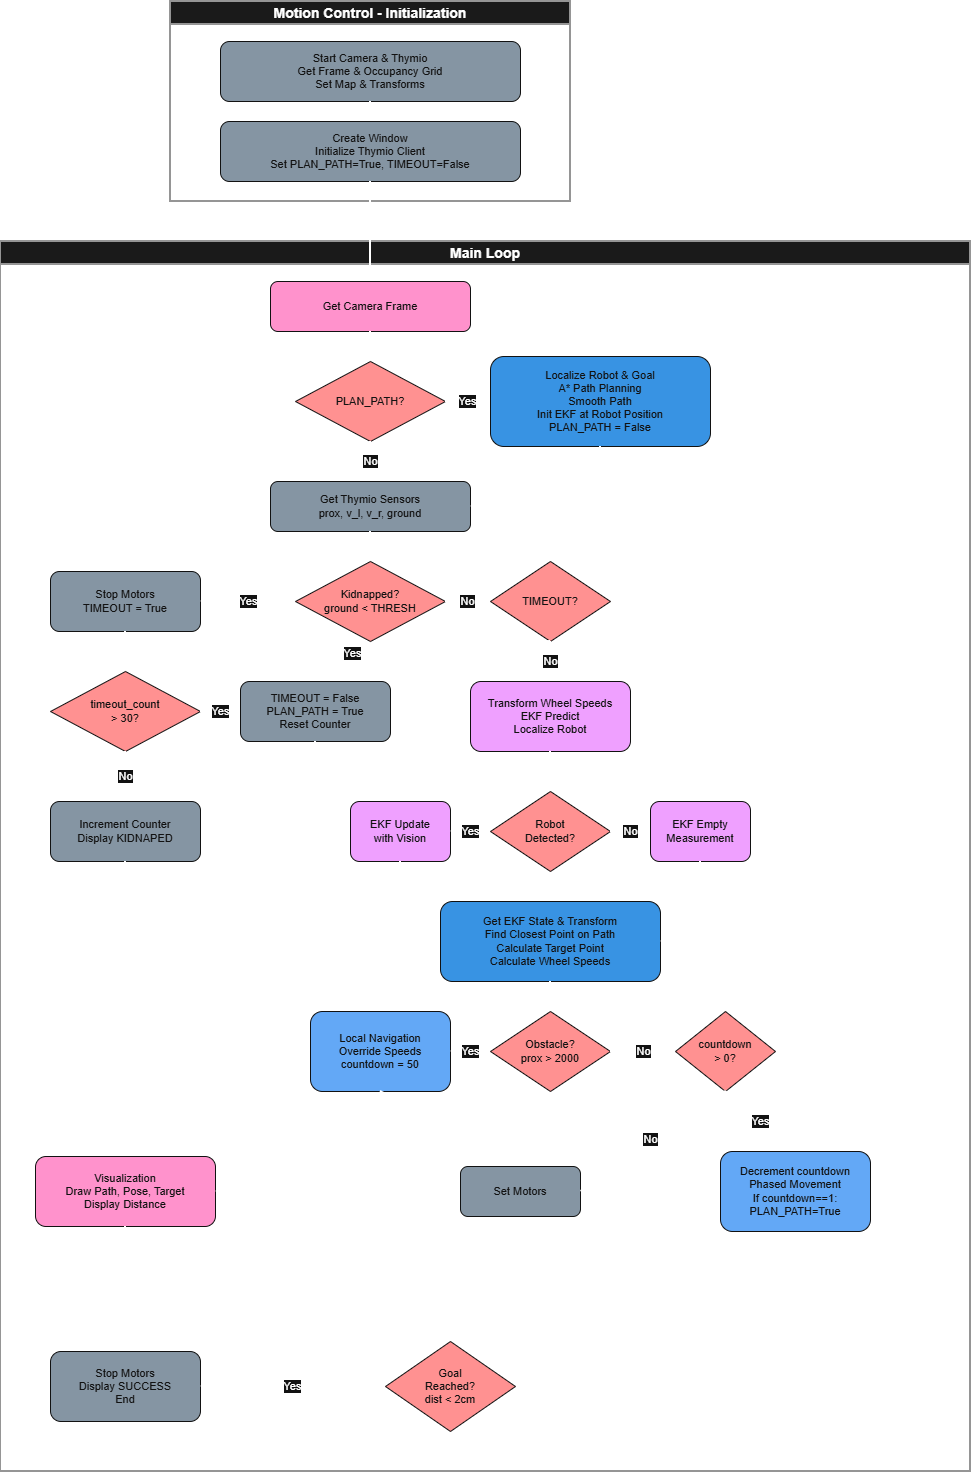 Motion Control - Initialization
Start Camera & Thymio
Get Frame & Occupancy Grid
Set Map & Transforms
Create Window
Initialize Thymio Client
Set PLAN_PATH=True, TIMEOUT=False
Main Loop
Get Camera Frame
PLAN_PATH?
Yes
Localize Robot & Goal
A* Path Planning
Smooth Path
Init EKF at Robot Position
PLAN_PATH = False
No
Get Thymio Sensors
prox, v_l, v_r, ground
Stop Motors
TIMEOUT = True
Yes
Kidnapped?
ground < THRESH
No
TIMEOUT?
Yes
No
timeout_count
> 30?
Yes
TIMEOUT = False
PLAN_PATH = True
Reset Counter
Transform Wheel Speeds
EKF Predict
Localize Robot
No
Increment Counter
Display KIDNAPED
EKF Update
with Vision
Yes
Robot
Detected?
No
EKF Empty
Measurement
Get EKF State & Transform
Find Closest Point on Path
Calculate Target Point
Calculate Wheel Speeds
Local Navigation
Override Speeds
countdown = 50
Yes
Obstacle?
prox > 2000
No
countdown
> 0?
Yes
No
Visualization
Draw Path, Pose, Target
Display Distance
Set Motors
Decrement countdown
Phased Movement
If countdown==1:
PLAN_PATH=True
Stop Motors
Display SUCCESS
End
Yes
Goal
Reached?
dist < 2cm